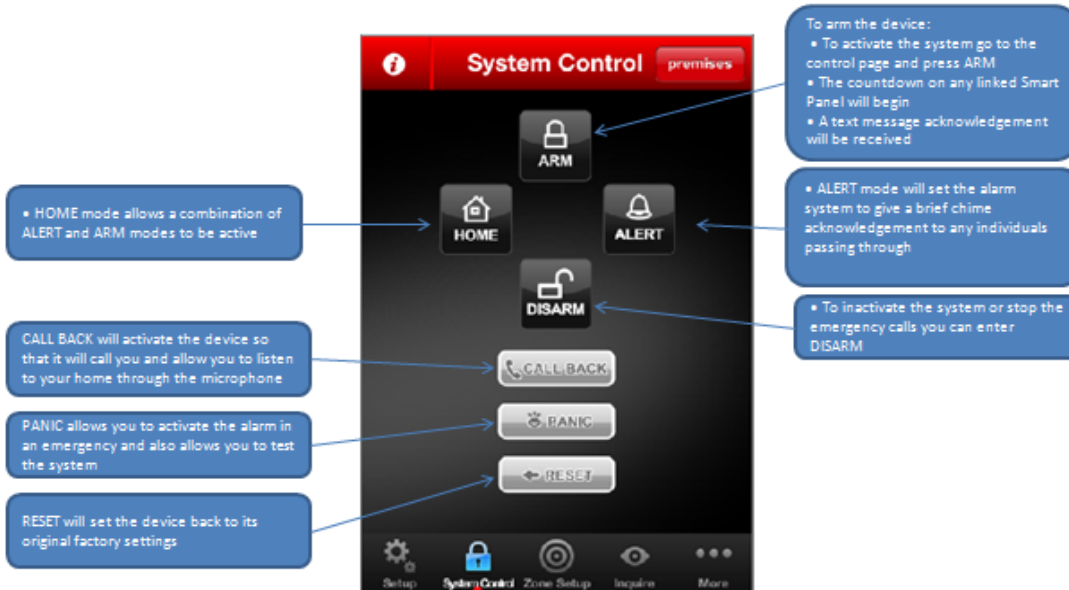 To arm the device:
• To activate the system go to the
control page and press ARM
• The countdown on any linked Smart
Panel will begin
• A text message acknowledgement
will be received
System Control
premises
ARM
• HOME mode allows a combination of
ALERT and ARM modes to be active
HOME
ALERT
• ALERT mode will set the alarm
system to give a brief chime
acknowledgement to any individuals
passing through
DISARM
• To inactivate the system or stop the
emergency calls you can enter
DISARM
CALL BACK will activate the device so
that it will call you and allow you to listen
to your home through the microphone
CALL BACK
PANIC allows you to activate the alarm in
an emergency and also allows you to test
the system
PANIC
RESET
RESET will set the device back to its
original factory settings
Setup
System Control
Zone Setup
Inquire
More